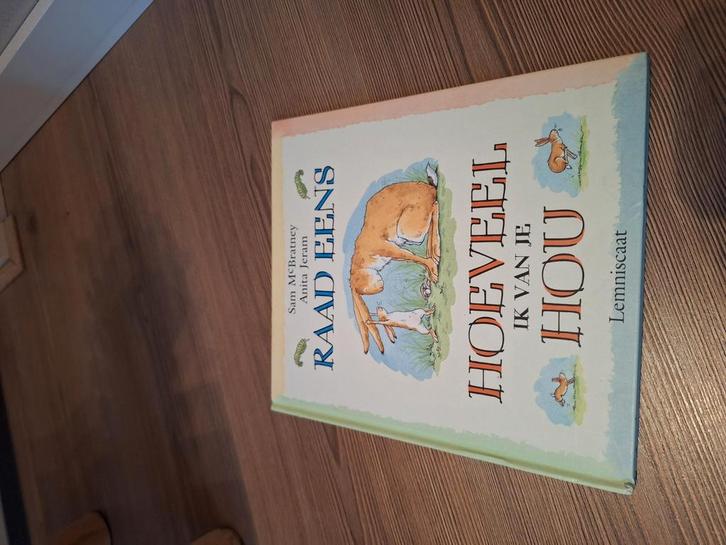 Sam McBratney
Anita Jeram
RAAD EENS
HOEVEEL
IK VAN JE
HOU
Lemniscaat